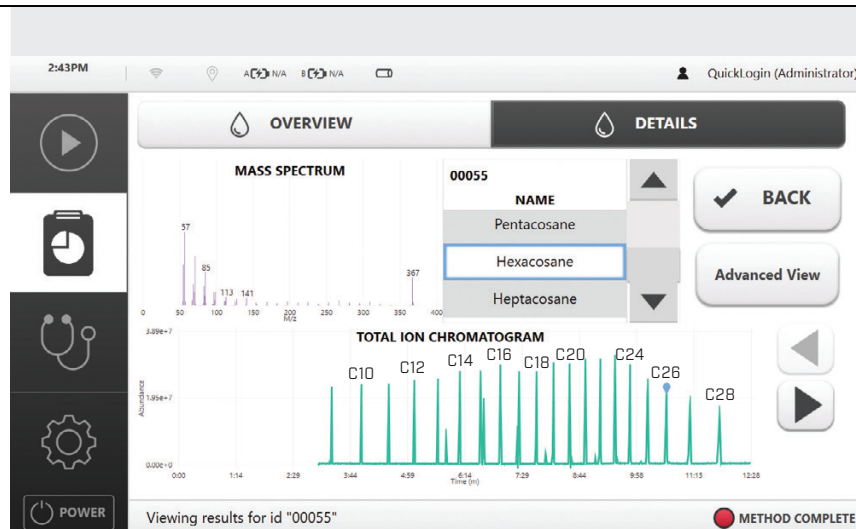 2:43PM
A N/A B N/A
QuickLogin (Administrator)
OVERVIEW
DETAILS
MASS SPECTRUM
57
85
113 141
367
0 50 100 150 200 250 300 350 400
M/z
00055
NAME
Pentacosane
Hexacosane
Heptacosane
BACK
Advanced View
TOTAL ION CHROMATOGRAM
3.89e+7
1.95e+7
0.00e+0
Abundance
C10
C12
C14
C16
C18
C20
C24
C26
C28
0:00 1:14 2:29 3:44 4:59 6:14 7:29 8:44 9:58 11:13 12:28
Time (m)
POWER
Viewing results for id "00055"
METHOD COMPLETE